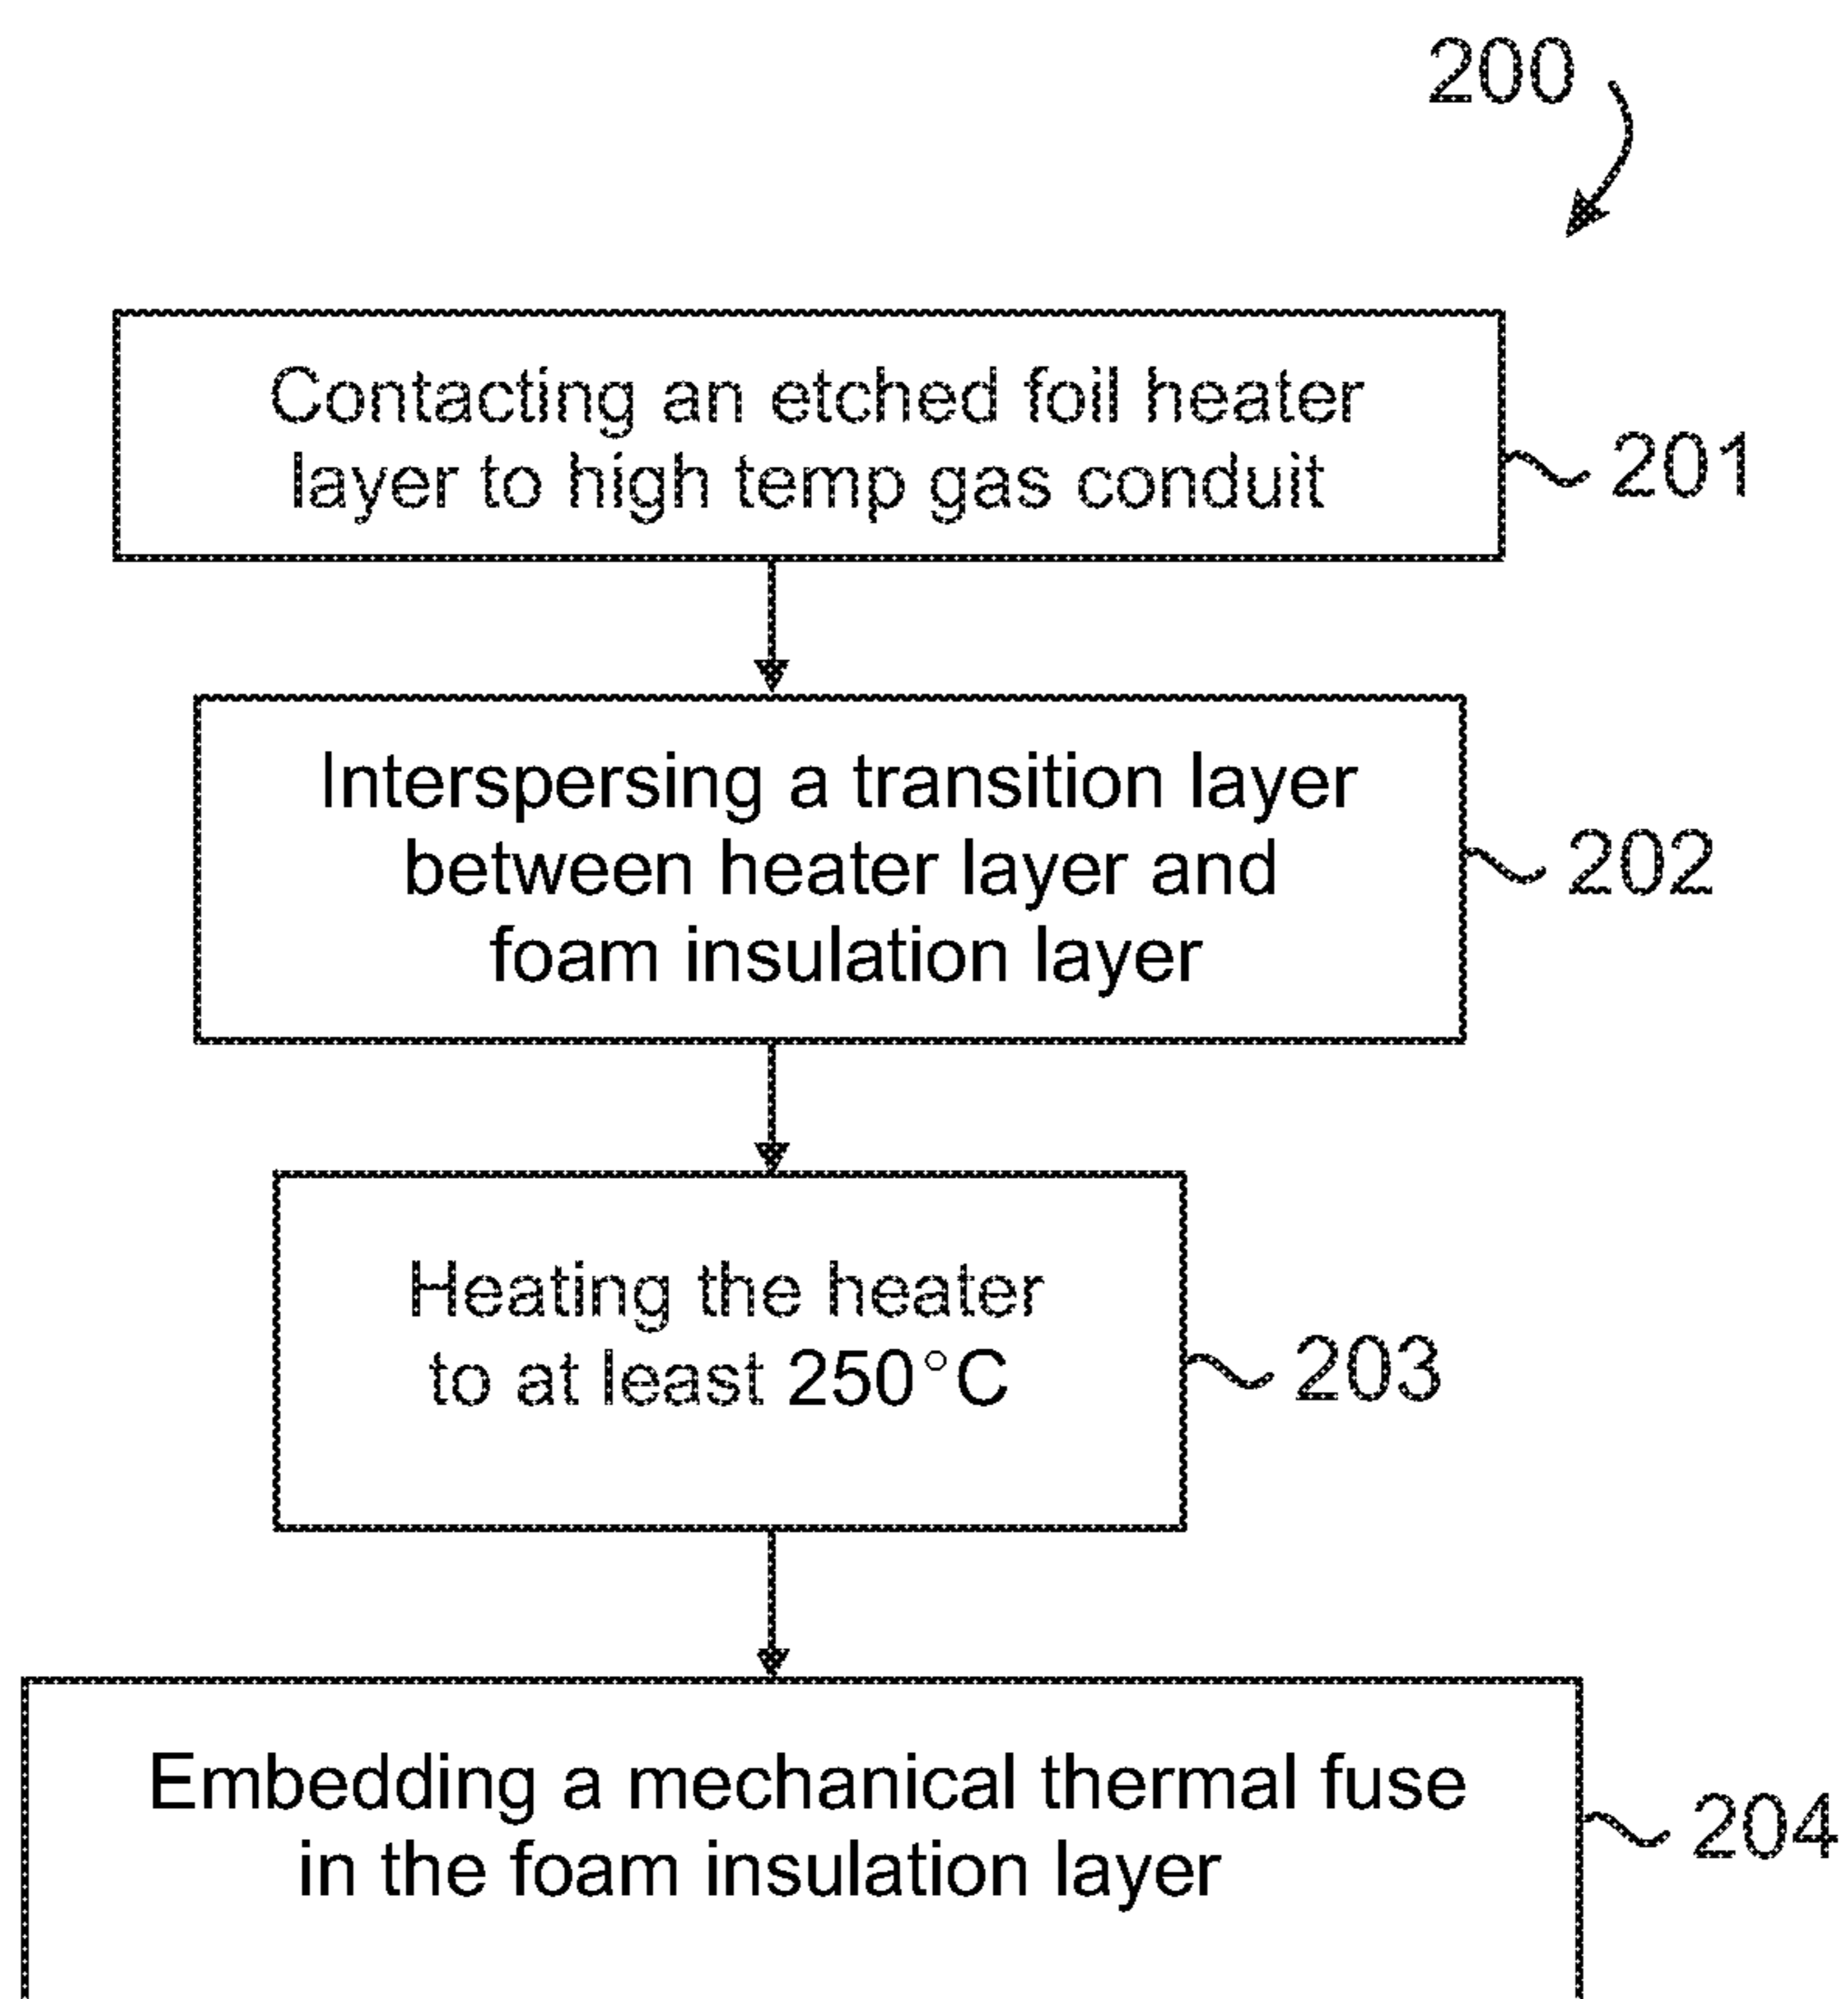 200
Contacting an etched foil heater
layer to high temp gas conduit
201
Interspersing a transition layer
between heater layer and
foam insulation layer
202
Heating the heater
to at least 250°C
203
Embedding a mechanical thermal fuse
in the foam insulation layer
204